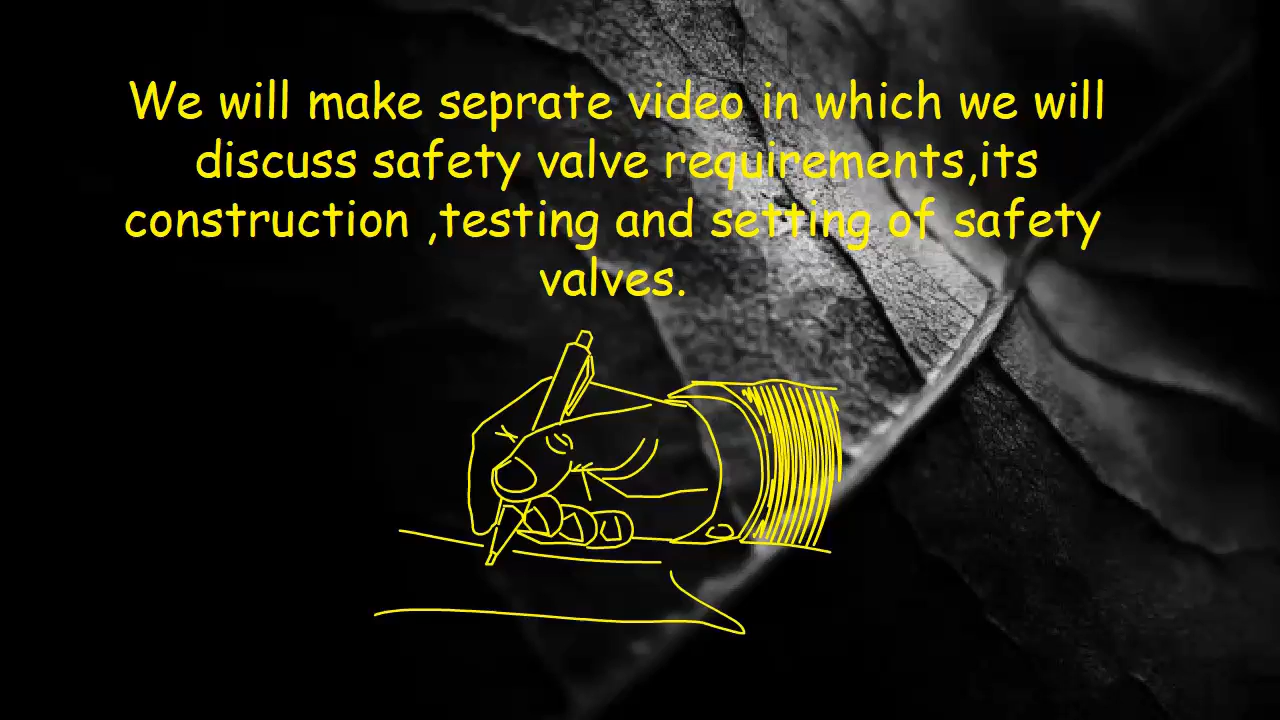 We will make seprate video in which we will
discuss safety valve requirements,its
construction ,testing and setting of safety
valves.